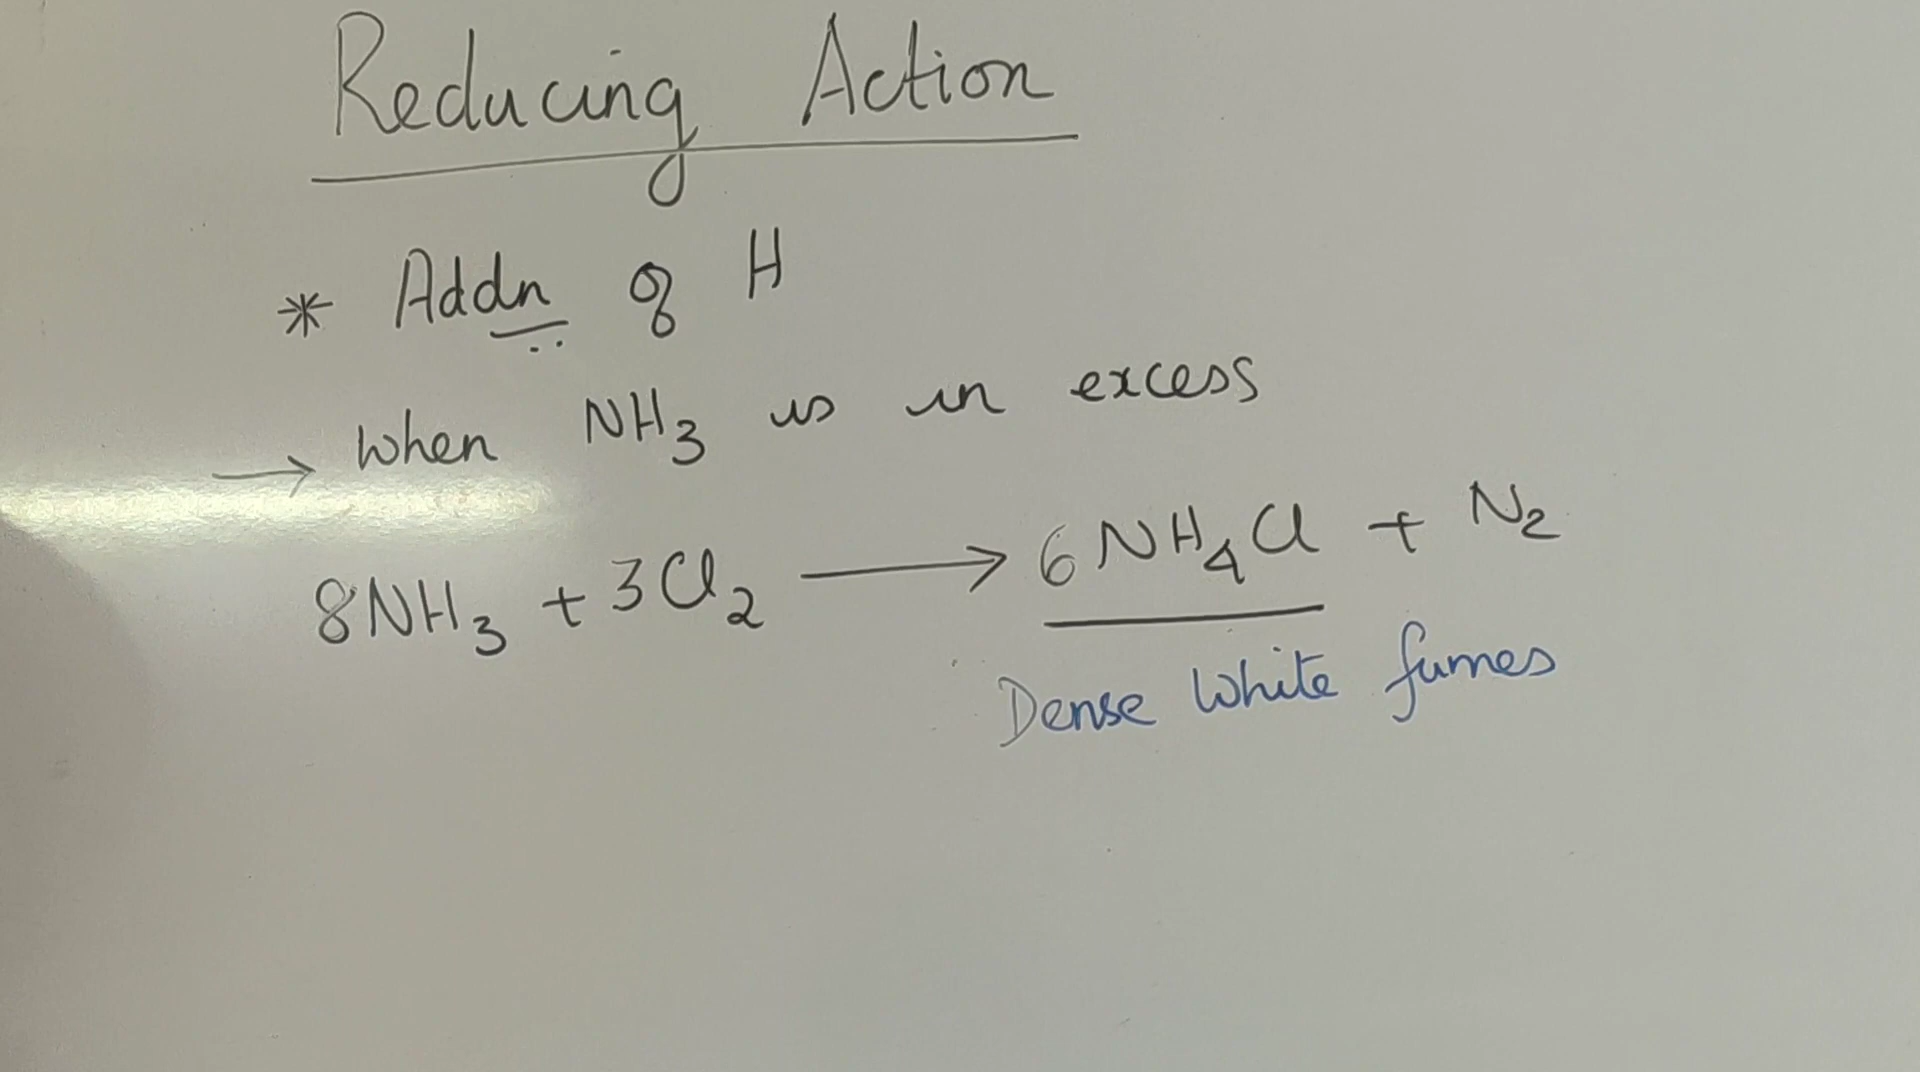 Reducing Action
* Addn of H
→ When NH3 is in excess
8NH3 + 3Cl2 → 6NH4Cl + N2
Dense White fumes